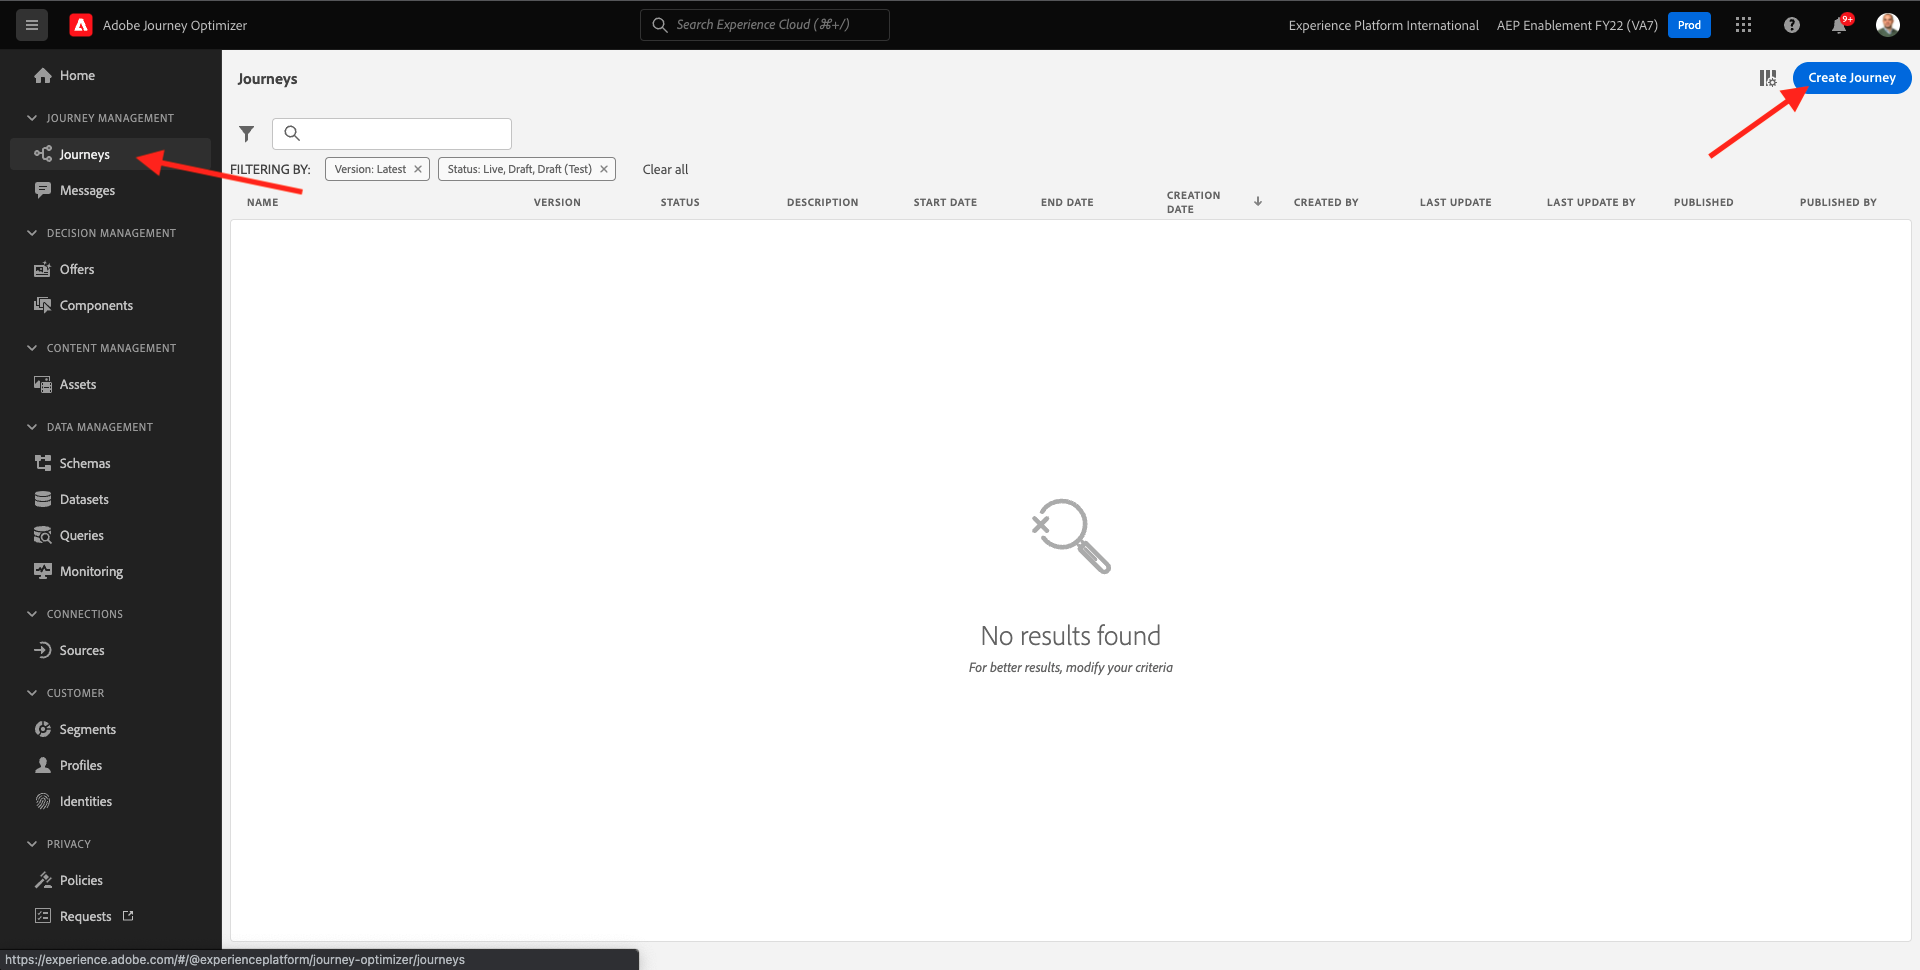 Adobe Journey Optimizer
Search Experience Cloud (⌘+/)
Experience Platform International
AEP Enablement FY22 (VA7)
Prod
9+
Home
JOURNEY MANAGEMENT
Journeys
Messages
DECISION MANAGEMENT
Offers
Components
CONTENT MANAGEMENT
Assets
DATA MANAGEMENT
Schemas
Datasets
Queries
Monitoring
CONNECTIONS
Sources
CUSTOMER
Segments
Profiles
Identities
PRIVACY
Policies
Requests
Journeys
Create Journey
FILTERING BY:
Version: Latest
Status: Live, Draft, Draft (Test)
Clear all
NAME
VERSION
STATUS
DESCRIPTION
START DATE
END DATE
CREATION
DATE
CREATED BY
LAST UPDATE
LAST UPDATE BY
PUBLISHED
PUBLISHED BY
No results found
For better results, modify your criteria
https://experience.adobe.com/#/@experienceplatform/journey-optimizer/journeys